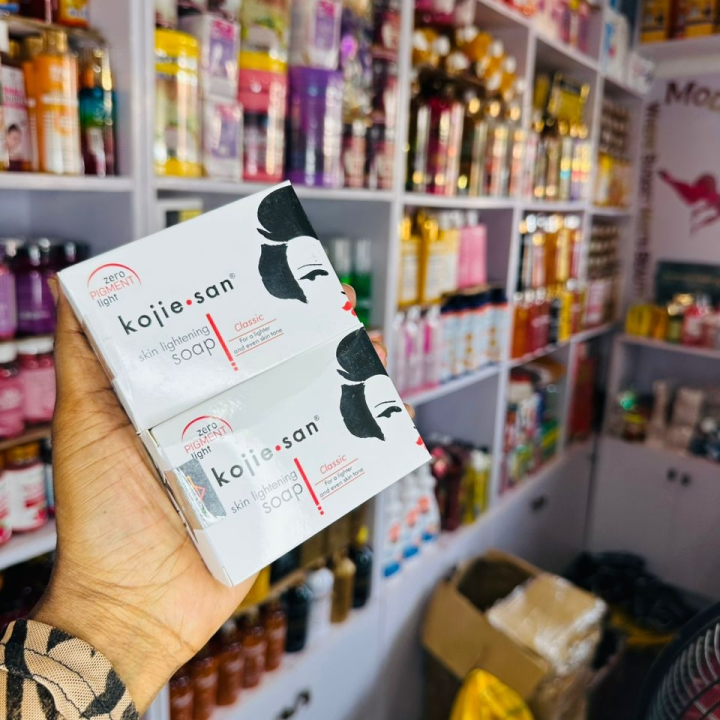 zero
PIGMENT
light
kojie.san®
skin lightening
soap
Classic
For a lighter
and even skin tone
zero
PIGMENT
light
kojie.san®
skin lightening
soap
Classic
For a lighter
and even skin tone